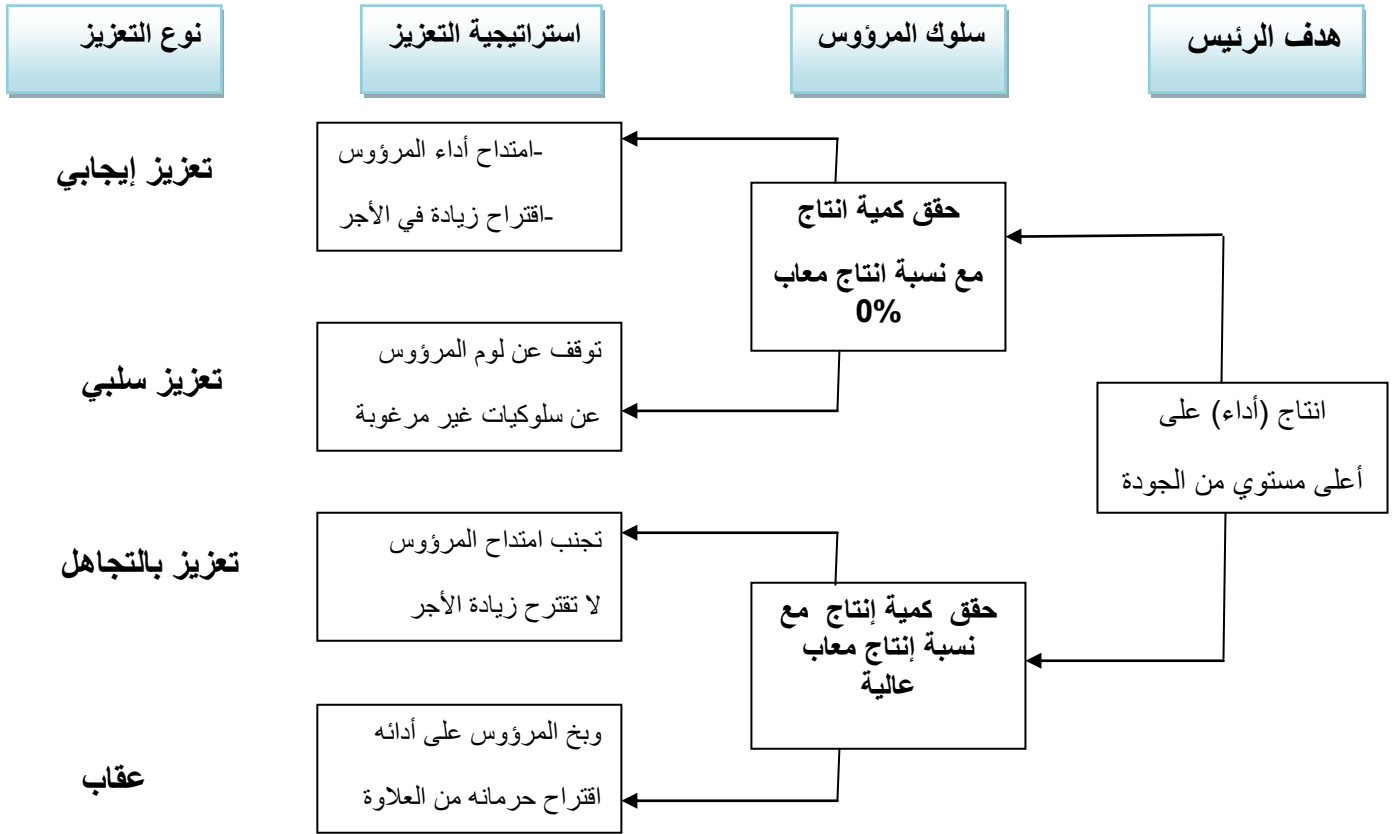 هدف الرئيس
سلوك المرؤوس
استراتيجية التعزيز
نوع التعزيز
انتاج (أداء) على
أعلى مستوي من الجودة
حقق كمية انتاج
مع نسبة انتاج معاب
0%
-امتداح أداء المرؤوس
-اقتراح زيادة في الأجر
تعزيز إيجابي
توقف عن لوم المرؤوس
عن سلوكيات غير مرغوبة
تعزيز سلبي
حقق كمية إنتاج مع
نسبة إنتاج معاب
عالية
تجنب امتداح المرؤوس
لا تقترح زيادة الأجر
تعزيز بالتجاهل
وبخ المرؤوس على أدائه
اقتراح حرمانه من العلاوة
عقاب